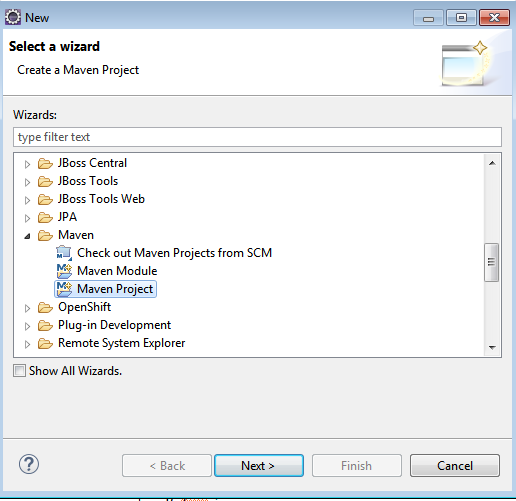 New
Select a wizard
Create a Maven Project
Wizards:
type filter text
JBoss Central
JBoss Tools
JBoss Tools Web
JPA
Maven
Check out Maven Projects from SCM
Maven Module
Maven Project
OpenShift
Plug-in Development
Remote System Explorer
Show All Wizards.
< Back
Next >
Finish
Cancel